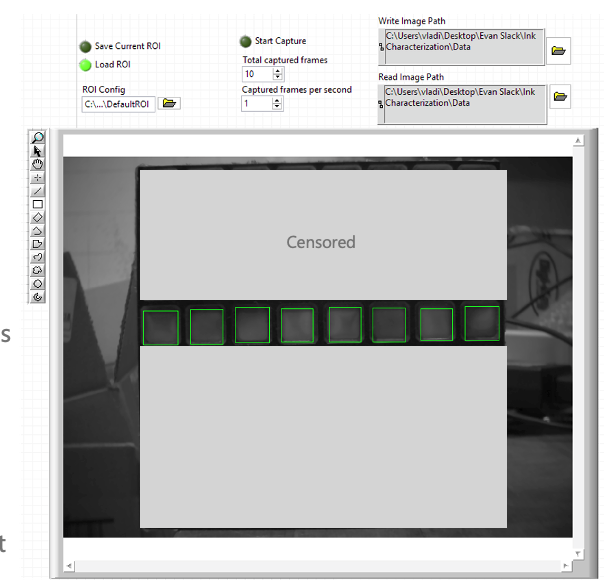 Write Image Path
C:\Users\vladi\Desktop\Evan Slack\Ink
Characterization\Data
Save Current ROI
Load ROI
Start Capture
Total captured frames
10
Read Image Path
C:\Users\vladi\Desktop\Evan Slack\Ink
Characterization\Data
ROI Config
C:\...\DefaultROI
Captured frames per second
1
Censored
s
t